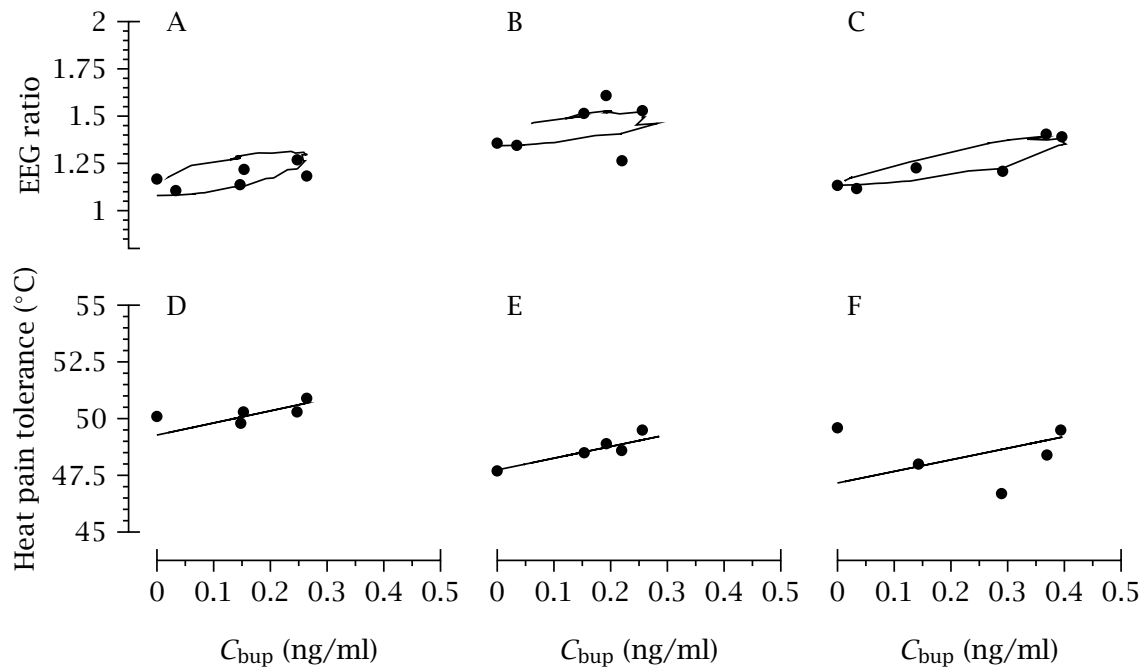 A
B
C
EEG ratio
2
1.75
1.5
1.25
1
D
E
F
Heat pain tolerance (°C)
55
52.5
50
47.5
45
0 0.1 0.2 0.3 0.4 0.5
0 0.1 0.2 0.3 0.4 0.5
0 0.1 0.2 0.3 0.4 0.5
Cbup (ng/ml)
Cbup (ng/ml)
Cbup (ng/ml)